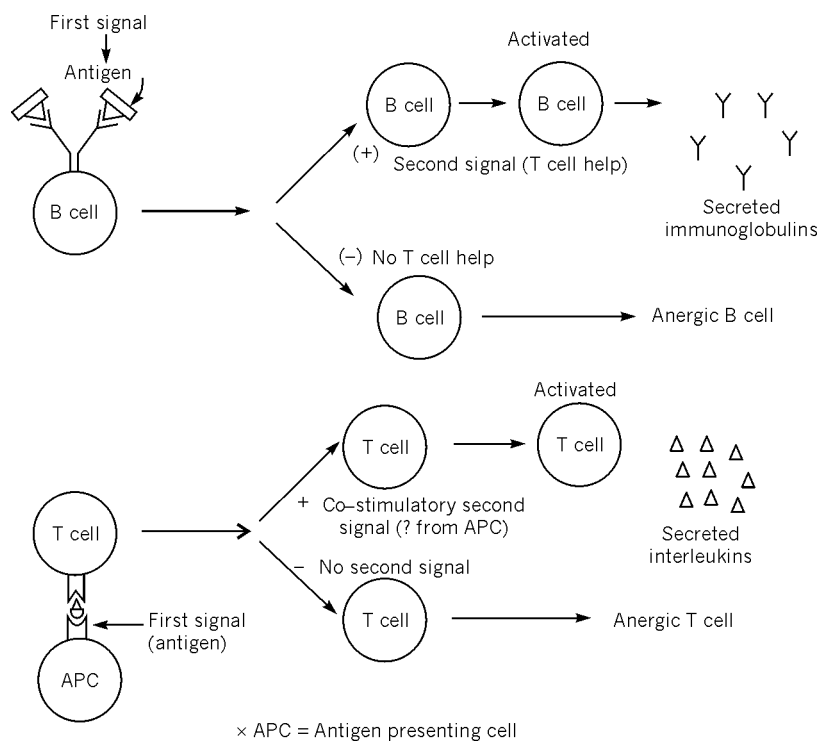 First signal
Antigen
B cell
(+)
B cell
Activated
B cell
Second signal (T cell help)
Secreted
immunoglobulins
(–) No T cell help
B cell
Anergic B cell
T cell
First signal
(antigen)
APC
T cell
Activated
T cell
+ Co–stimulatory second
signal (? from APC)
Secreted
interleukins
– No second signal
T cell
Anergic T cell
× APC = Antigen presenting cell